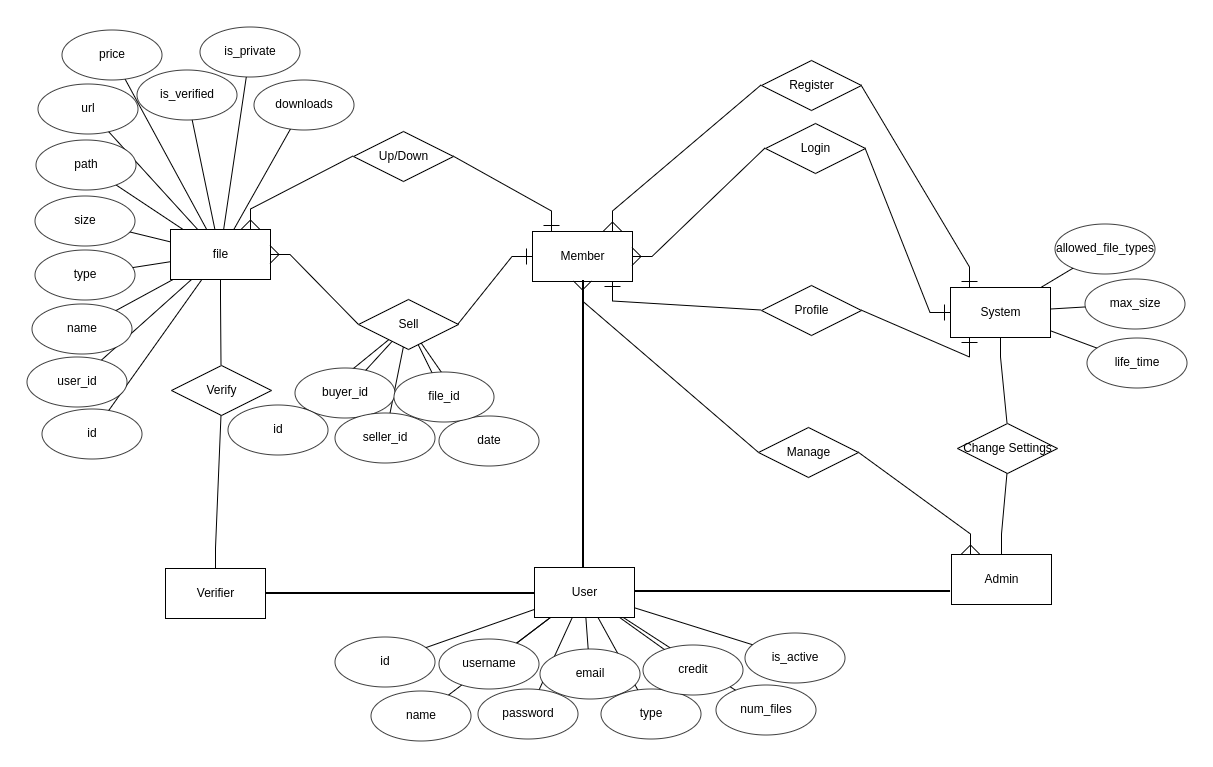 is_private
price
Register
is_verified
downloads
url
Login
Up/Down
path
size
allowed_file_types
file
Member
type
max_size
Profile
System
Sell
name
life_time
user_id
Verify
buyer_id
file_id
id
id
seller_id
date
Manage
Change Settings
Verifier
User
Admin
id
username
email
credit
is_active
name
password
type
num_files